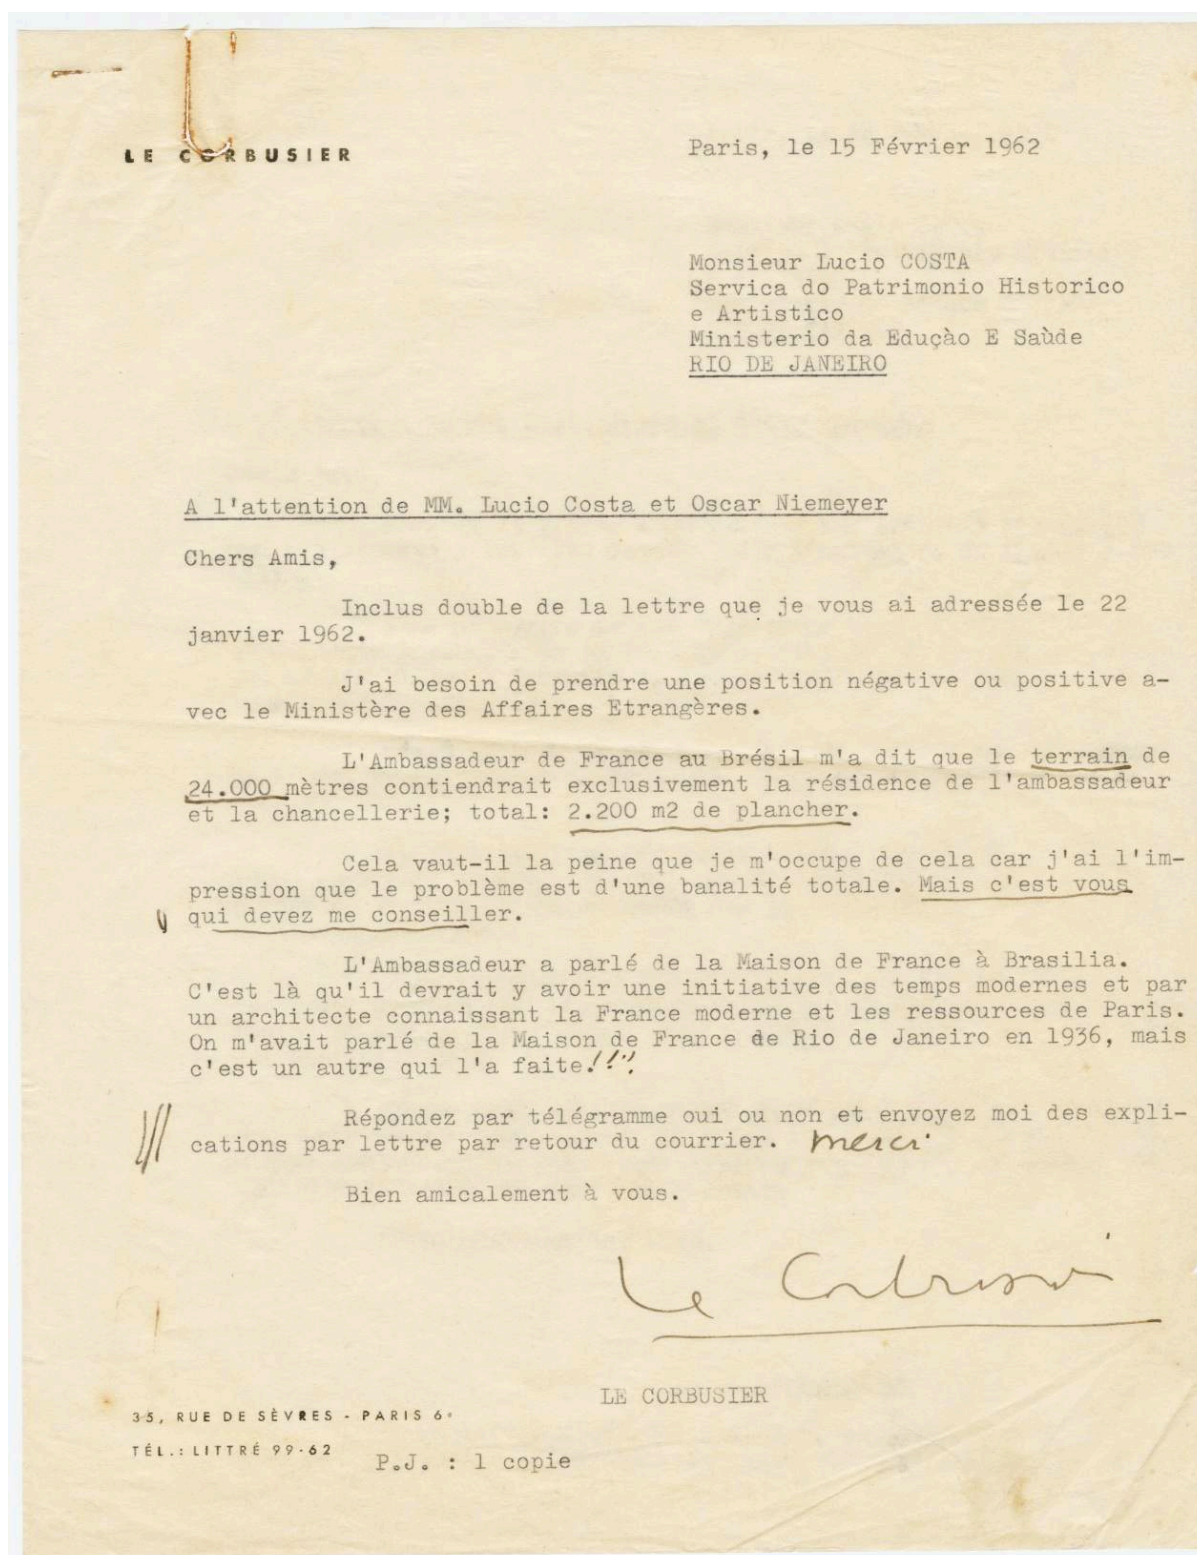 LE CORBUSIER
Paris, le 15 Février 1962
Monsieur Lucio COSTA
Servica do Patrimonio Historico
e Artistico
Ministerio da Eduçào E Saùde
RIO DE JANEIRO
A l'attention de MM. Lucio Costa et Oscar Niemeyer
Chers Amis,
Inclus double de la lettre que je vous ai adressée le 22
janvier 1962.
J'ai besoin de prendre une position négative ou positive a-
vec le Ministère des Affaires Etrangères.
L'Ambassadeur de France au Brésil m'a dit que le terrain de
24.000 mètres contiendrait exclusivement la résidence de l'ambassadeur
et la chancellerie; total: 2.200 m2 de plancher.
Cela vaut-il la peine que je m'occupe de cela car j'ai l'im-
pression que le problème est d'une banalité totale. Mais c'est vous
qui devez me conseiller.
L'Ambassadeur a parlé de la Maison de France à Brasilia.
C'est là qu'il devrait y avoir une initiative des temps modernes et par
un architecte connaissant la France moderne et les ressources de Paris.
On m'avait parlé de la Maison de France de Rio de Janeiro en 1936, mais
c'est un autre qui l'a faite!!!
Répondez par télégramme oui ou non et envoyez moi des expli-
cations par lettre par retour du courrier. merci
Bien amicalement à vous.
Le Corbusier
LE CORBUSIER
35, RUE DE SÈVRES - PARIS 6e
TÉL.: LITTRÉ 99-62
P.J. : 1 copie